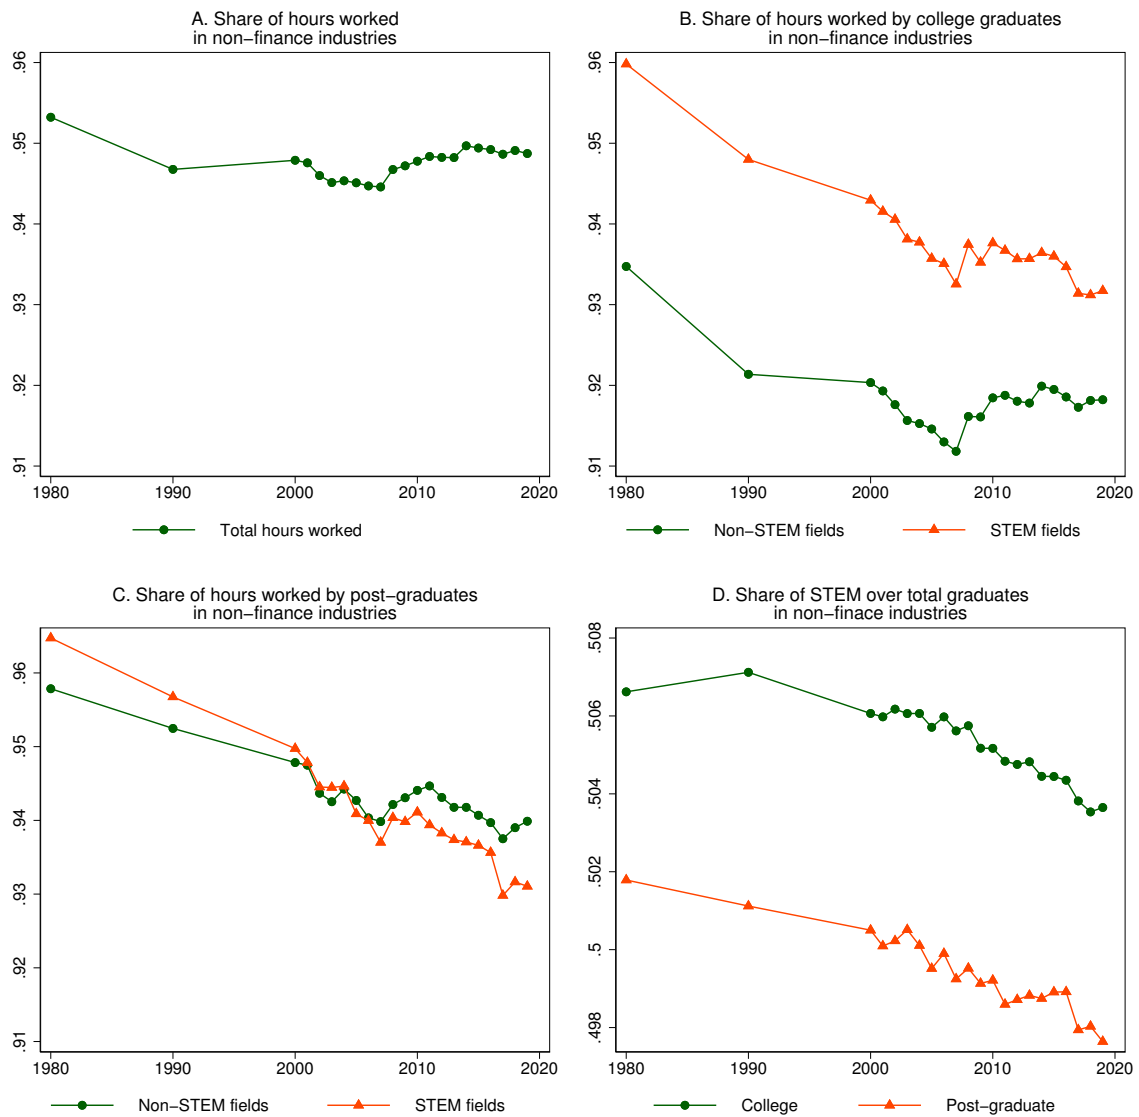 A. Share of hours worked
in non−finance industries
.96
.95
.94
.93
.92
.91
1980 1990 2000 2010 2020
Total hours worked
B. Share of hours worked by college graduates
in non−finance industries
.96
.95
.94
.93
.92
.91
1980 1990 2000 2010 2020
Non−STEM fields STEM fields
C. Share of hours worked by post−graduates
in non−finance industries
.96
.95
.94
.93
.92
.91
1980 1990 2000 2010 2020
Non−STEM fields STEM fields
D. Share of STEM over total graduates
in non−finace industries
.508
.506
.504
.502
.5
.498
1980 1990 2000 2010 2020
College Post−graduate